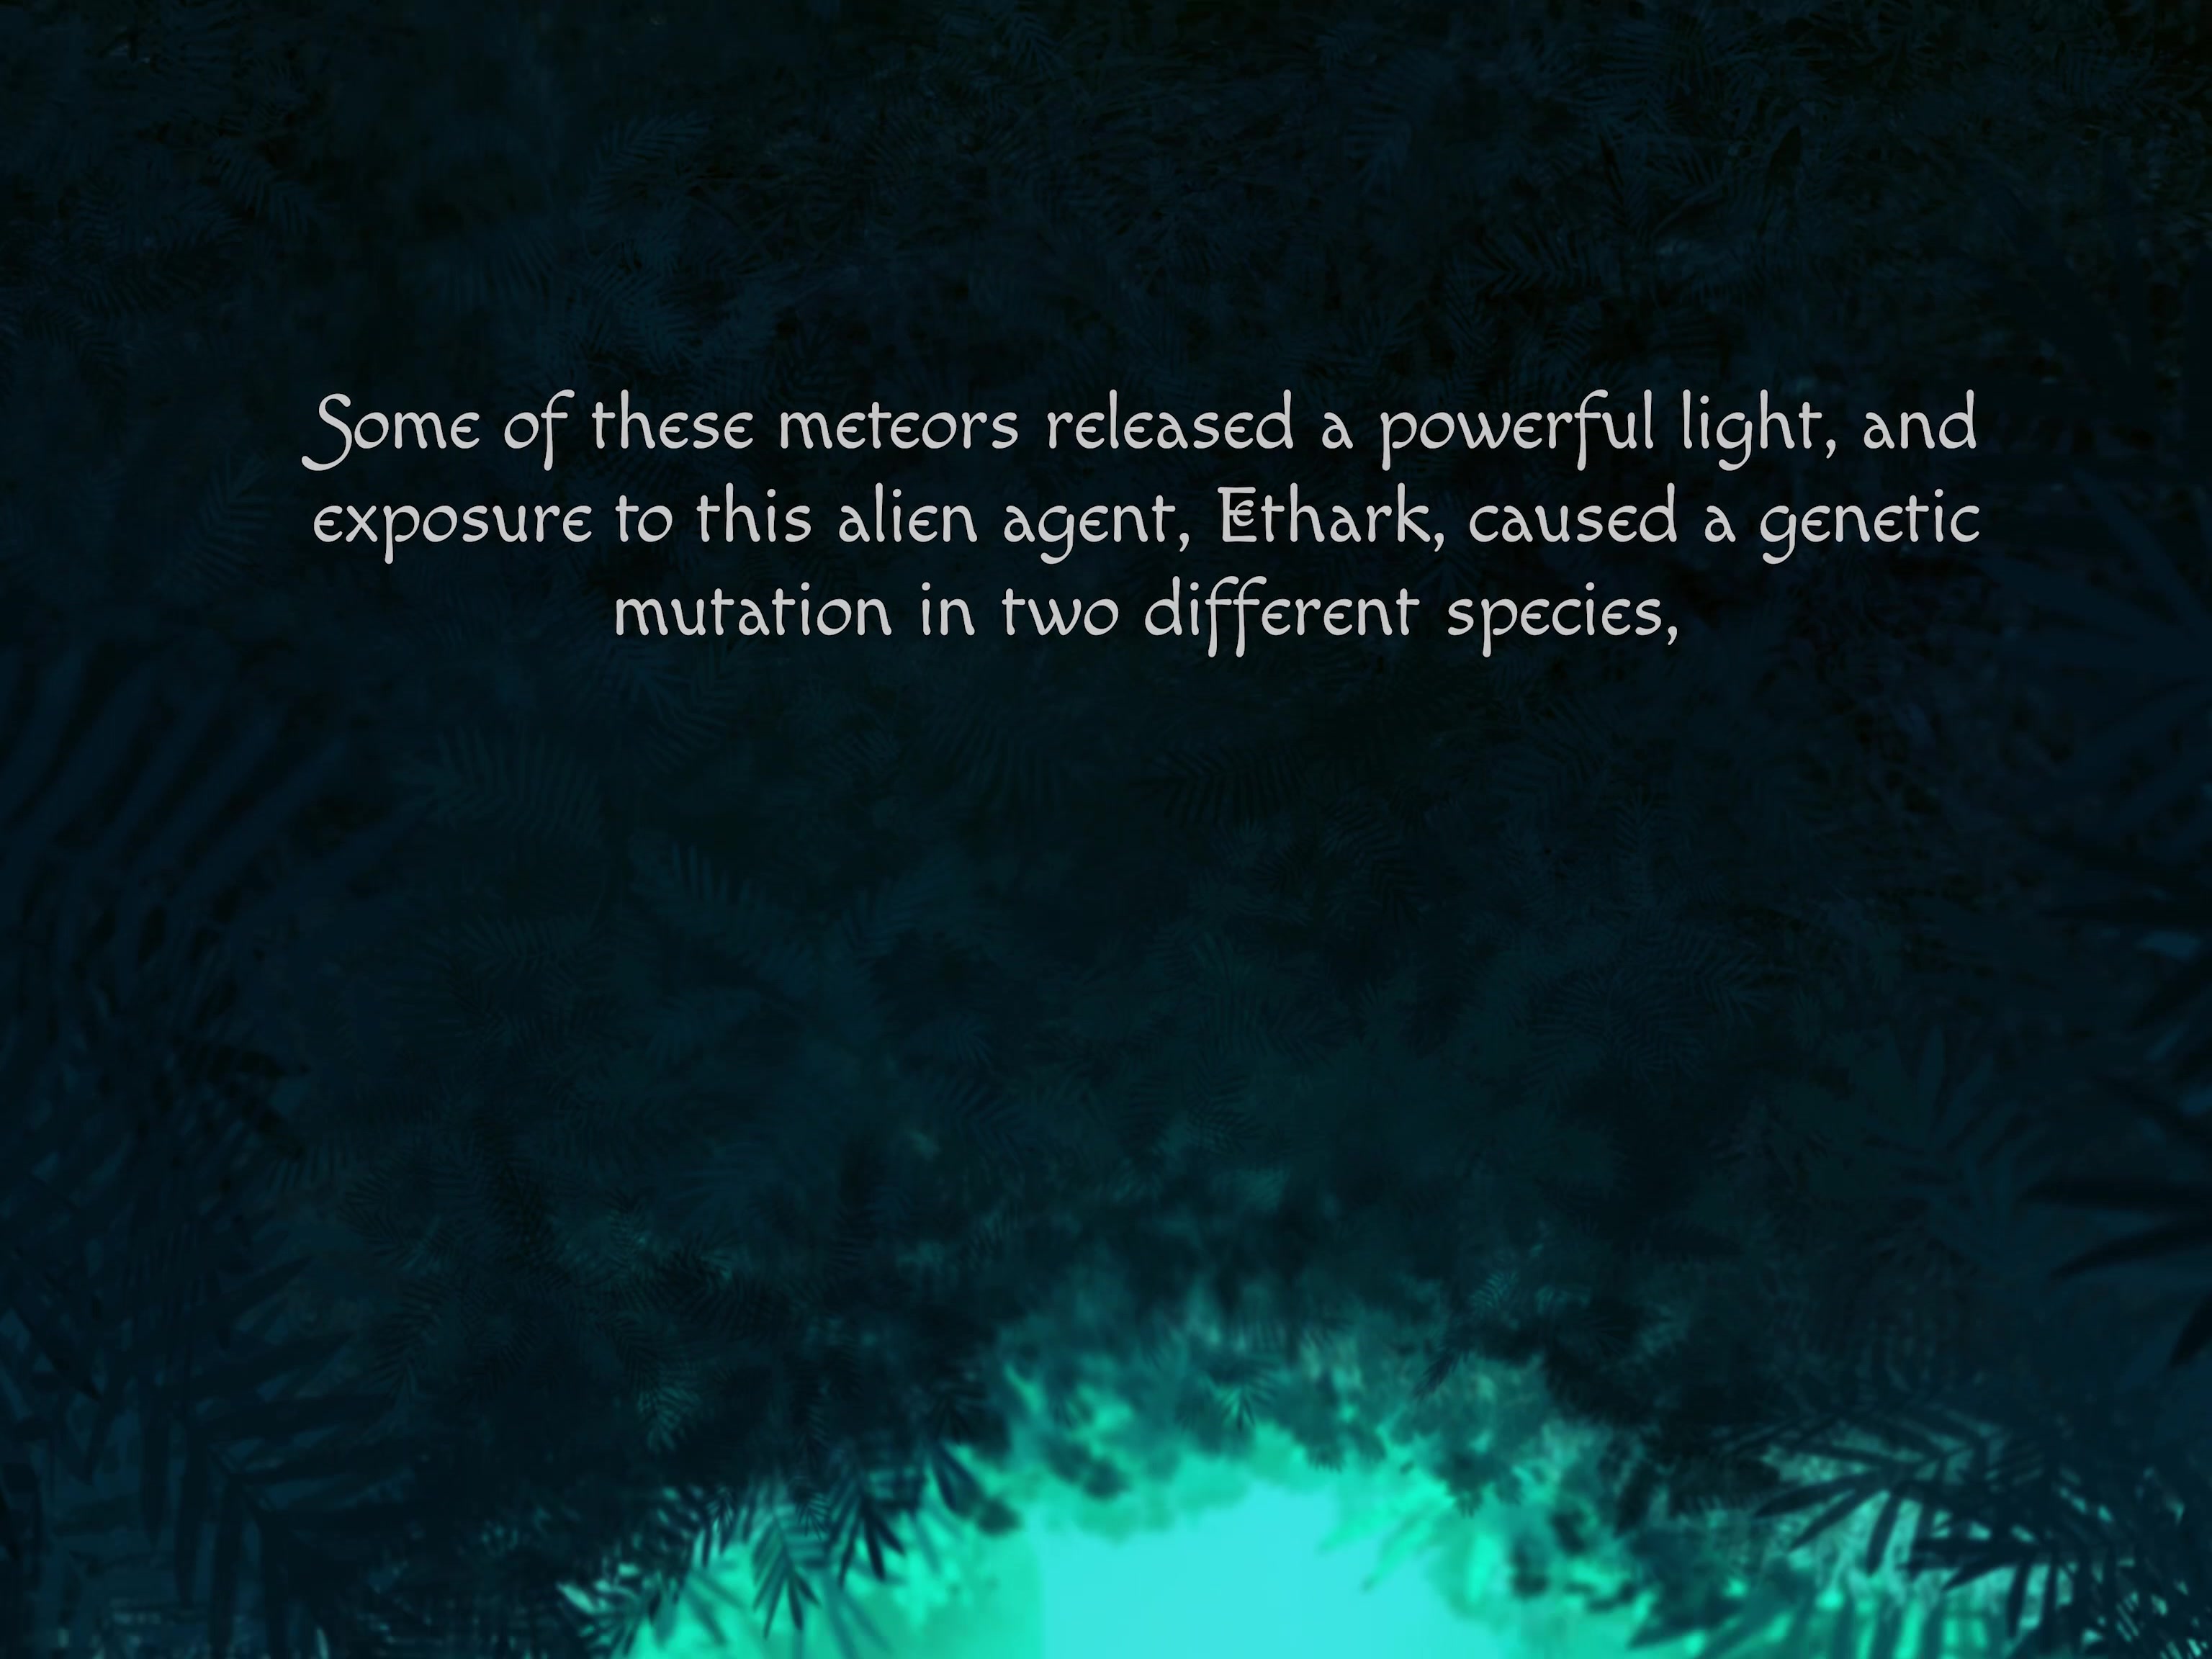 Some of these meteors released a powerful light, and
exposure to this alien agent, Ethark, caused a genetic
mutation in two different species,